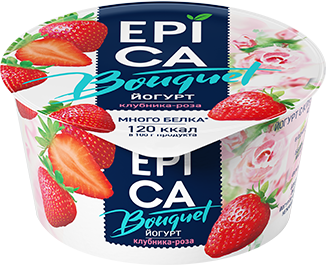 EPI
CA
Bouquet
ЙОГУРТ
клубника-роза
МНОГО БЕЛКА*
120 ккал
в 100 г продукта
EPI
CA
Bouquet
ЙОГУРТ
клубника-роза